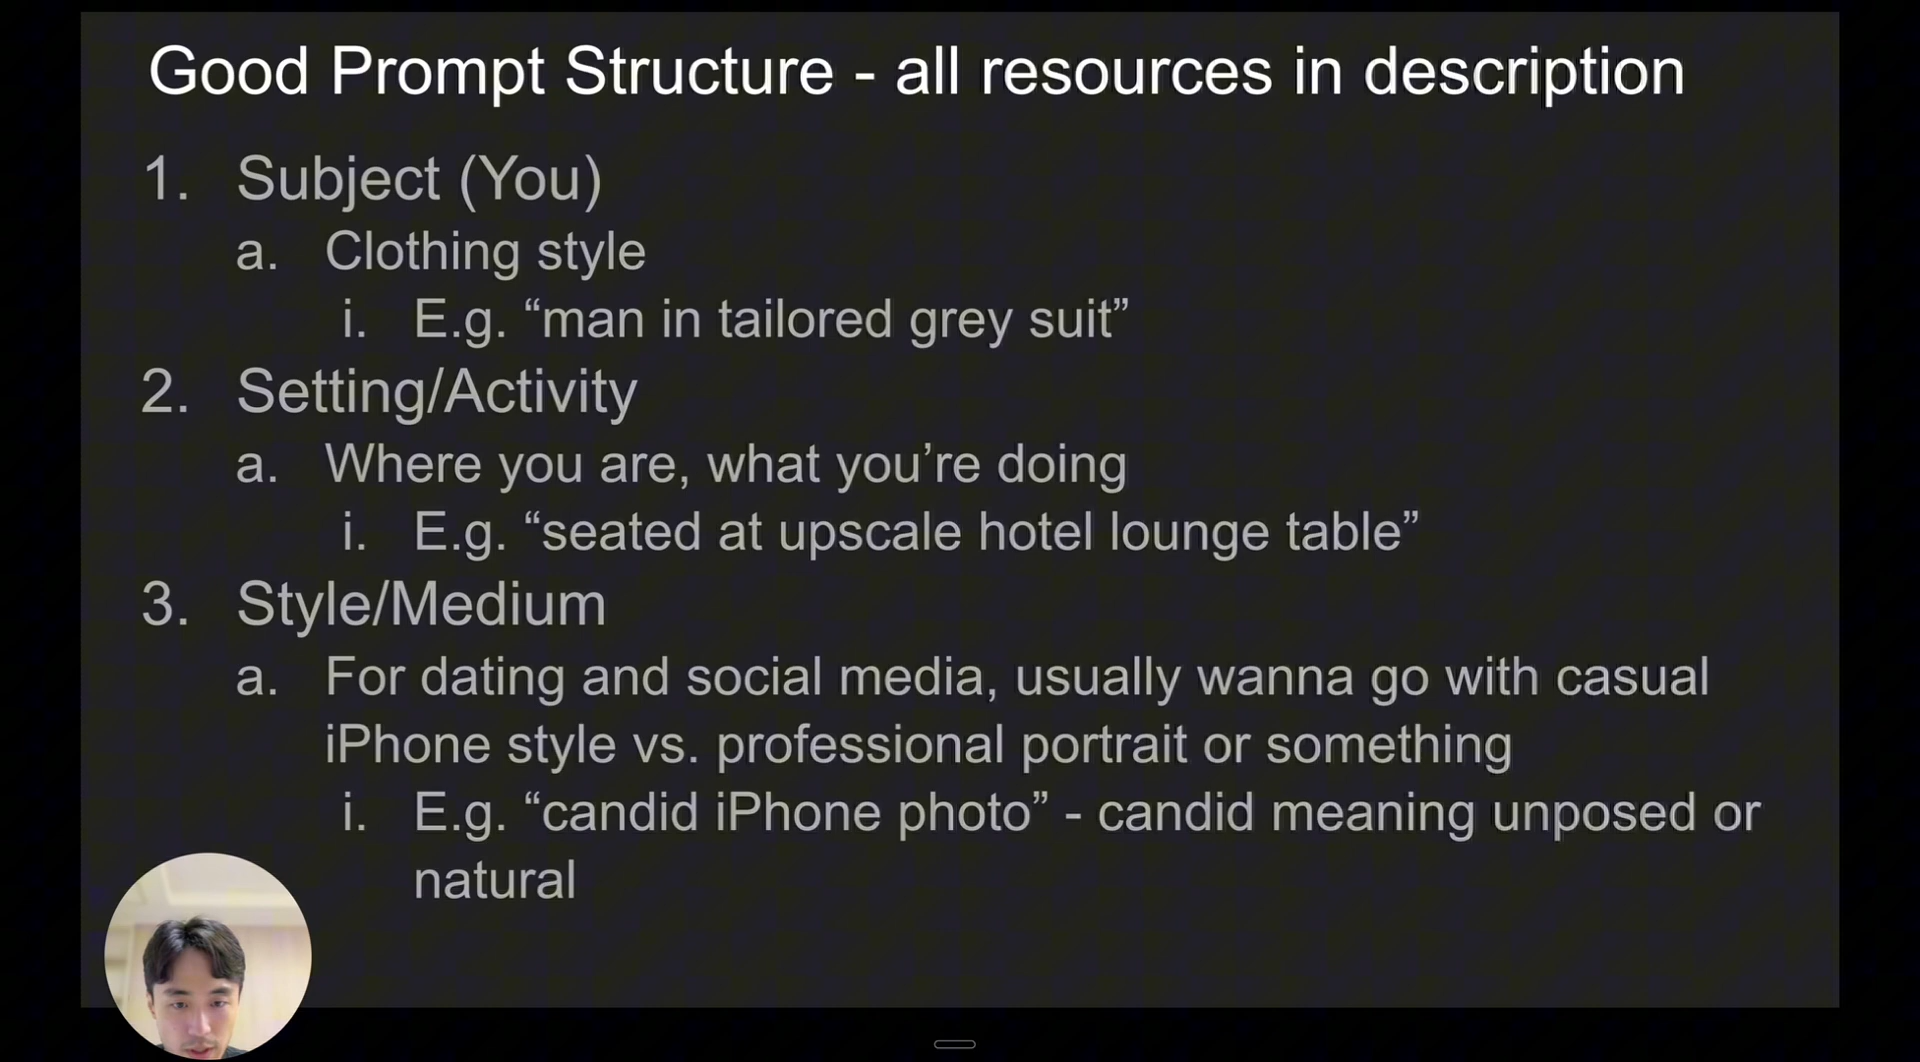 Good Prompt Structure - all resources in description
1. Subject (You)
a. Clothing style
i. E.g. “man in tailored grey suit”
2. Setting/Activity
a. Where you are, what you’re doing
i. E.g. “seated at upscale hotel lounge table”
3. Style/Medium
a. For dating and social media, usually wanna go with casual
iPhone style vs. professional portrait or something
i. E.g. “candid iPhone photo” - candid meaning unposed or
natural